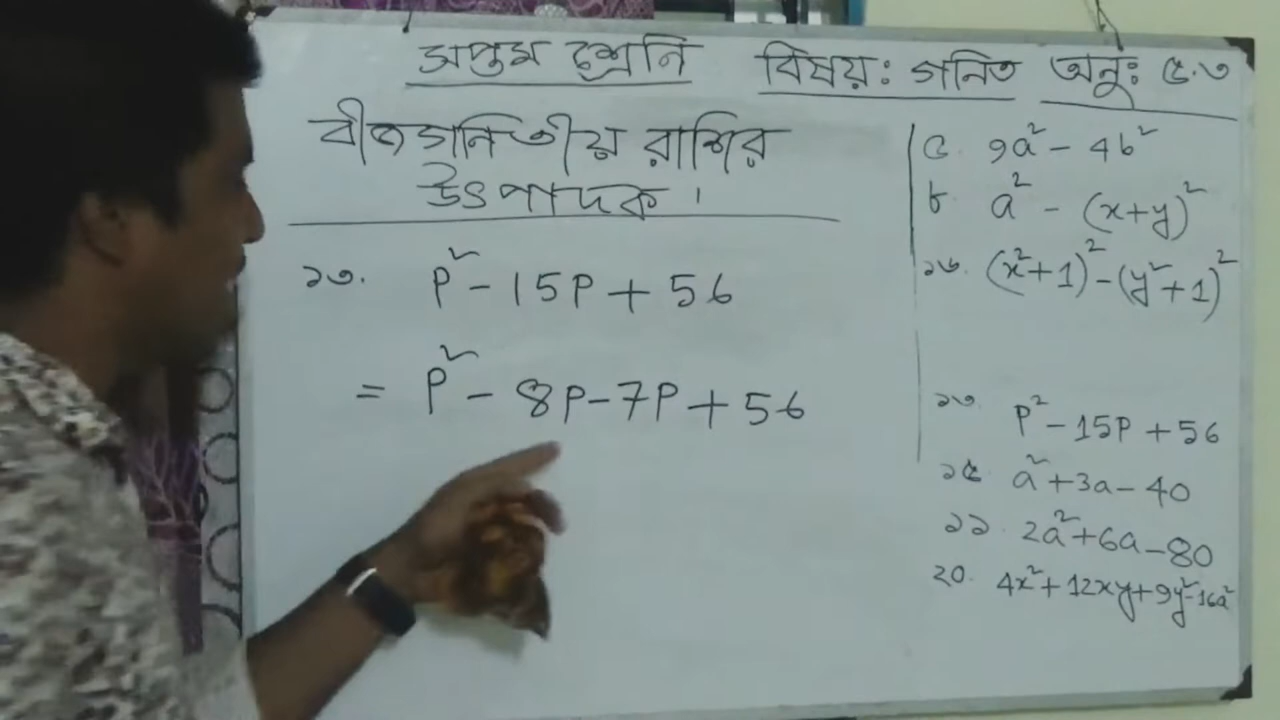 সপ্তম শ্রেনি বিষয়: গনিত অনু: ৫.৩
বীজগনিতীয় রাশির
উৎপাদক।
১৩. P² - 15P + 56
= P² - 8P - 7P + 56
৫. 9a² - 4b²
৮. a² - (x+y)²
১৬. (x²+1)² - (y²+1)²
১৩. P² - 15P + 56
১৫. a² + 3a - 40
১১. 2a² + 6a - 80
২০. 4x² + 12xy + 9y² - 16a²